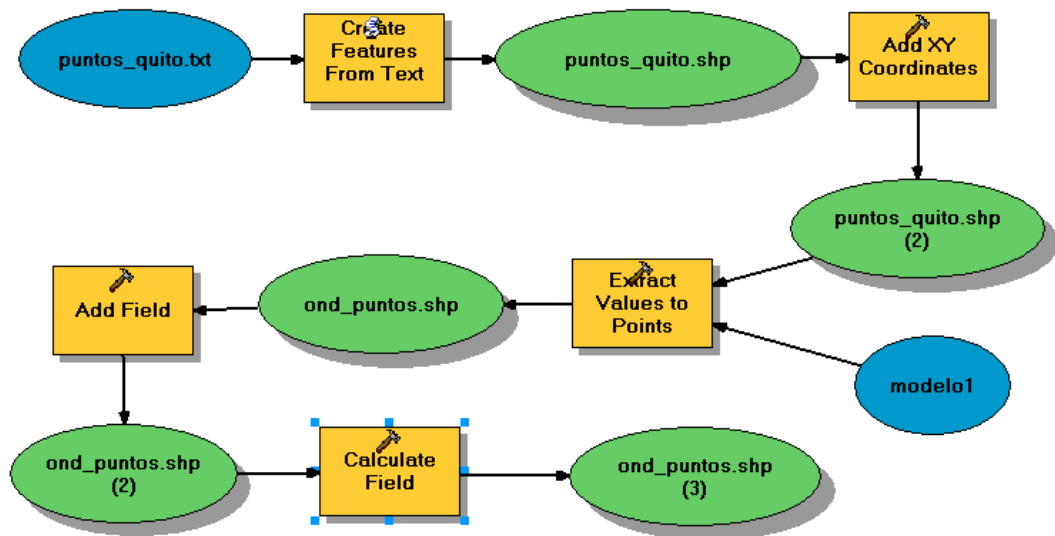 puntos_quito.txt
Create
Features
From Text
puntos_quito.shp
Add XY
Coordinates
puntos_quito.shp
(2)
Extract
Values to
Points
modelo1
ond_puntos.shp
Add Field
ond_puntos.shp
(2)
Calculate
Field
ond_puntos.shp
(3)